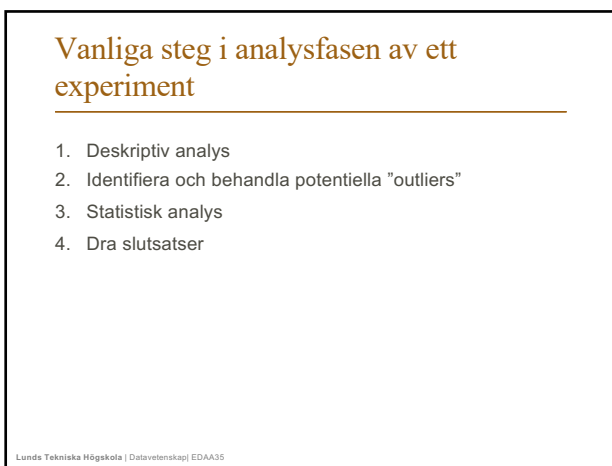 Vanliga steg i analysfasen av ett
experiment
1. Deskriptiv analys
2. Identifiera och behandla potentiella ”outliers”
3. Statistisk analys
4. Dra slutsatser
Lunds Tekniska Högskola | Datavetenskap| EDAA35